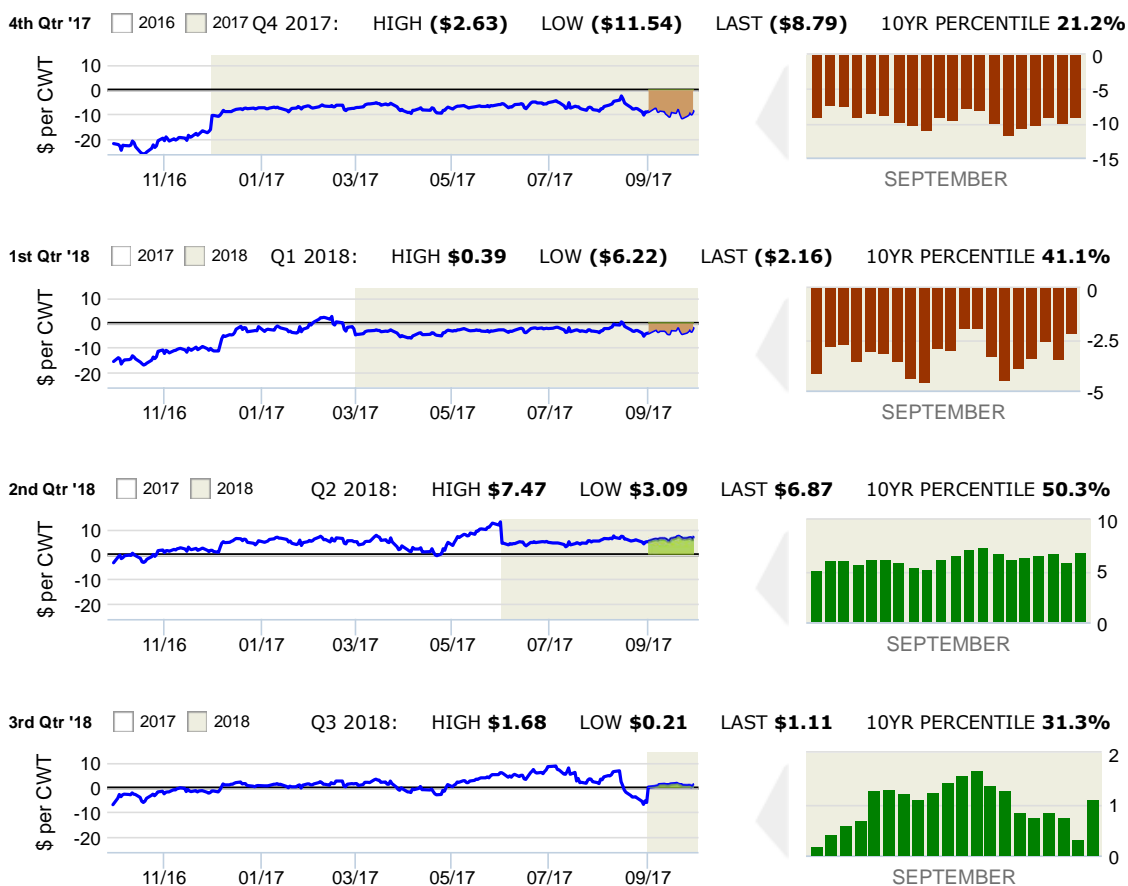 4th Qtr '17 2016 2017 Q4 2017: HIGH ($2.63) LOW ($11.54) LAST ($8.79) 10YR PERCENTILE 21.2%
$ per CWT
10
0
-10
-20
11/16 01/17 03/17 05/17 07/17 09/17
0
-5
-10
-15
SEPTEMBER
1st Qtr '18 2017 2018 Q1 2018: HIGH $0.39 LOW ($6.22) LAST ($2.16) 10YR PERCENTILE 41.1%
$ per CWT
10
0
-10
-20
11/16 01/17 03/17 05/17 07/17 09/17
0
-2.5
-5
SEPTEMBER
2nd Qtr '18 2017 2018 Q2 2018: HIGH $7.47 LOW $3.09 LAST $6.87 10YR PERCENTILE 50.3%
$ per CWT
10
0
-10
-20
11/16 01/17 03/17 05/17 07/17 09/17
10
5
0
SEPTEMBER
3rd Qtr '18 2017 2018 Q3 2018: HIGH $1.68 LOW $0.21 LAST $1.11 10YR PERCENTILE 31.3%
$ per CWT
10
0
-10
-20
11/16 01/17 03/17 05/17 07/17 09/17
2
1
0
SEPTEMBER